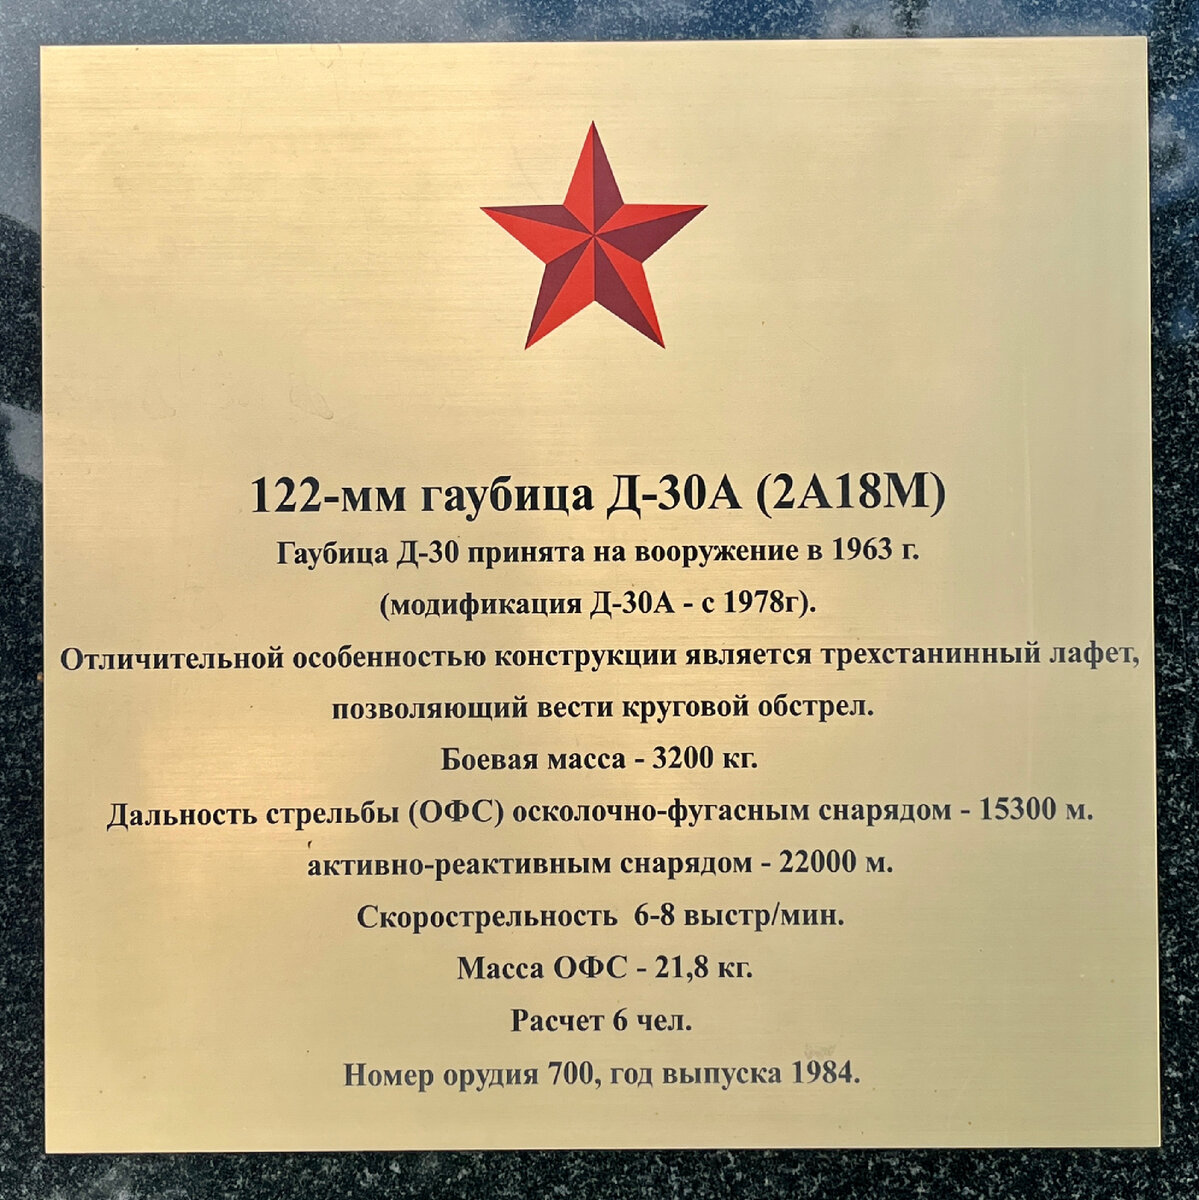 122-мм гаубица Д-30А (2А18М)
Гаубица Д-30 принята на вооружение в 1963 г.
(модификация Д-30А - с 1978г).
Отличительной особенностью конструкции является трехстанинный лафет,
позволяющий вести круговой обстрел.
Боевая масса - 3200 кг.
Дальность стрельбы (ОФС) осколочно-фугасным снарядом - 15300 м.
активно-реактивным снарядом - 22000 м.
Скорострельность 6-8 выстр/мин.
Масса ОФС - 21,8 кг.
Расчет 6 чел.
Номер орудия 700, год выпуска 1984.